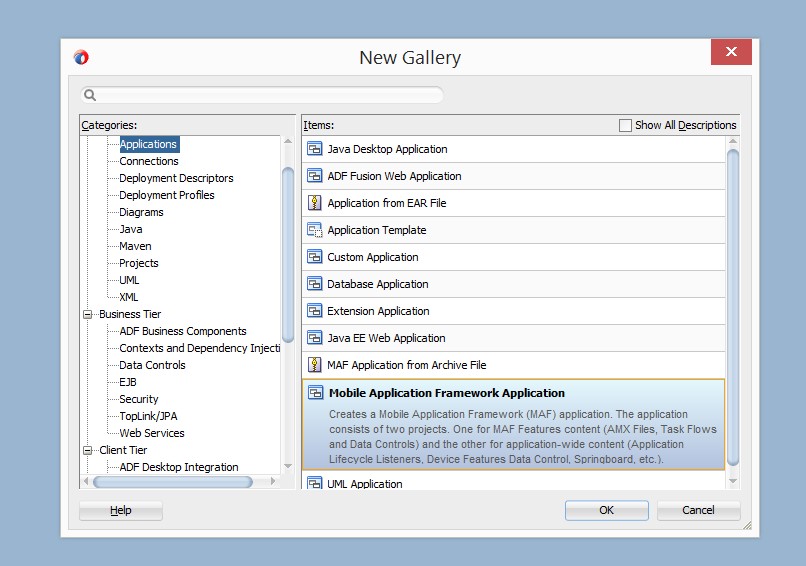 New Gallery
Categories:
Applications
Connections
Deployment Descriptors
Deployment Profiles
Diagrams
Java
Maven
Projects
UML
XML
Business Tier
ADF Business Components
Contexts and Dependency Injecti
Data Controls
EJB
Security
TopLink/JPA
Web Services
Client Tier
ADF Desktop Integration
Items:
Show All Descriptions
Java Desktop Application
ADF Fusion Web Application
Application from EAR File
Application Template
Custom Application
Database Application
Extension Application
Java EE Web Application
MAF Application from Archive File
Mobile Application Framework Application
Creates a Mobile Application Framework (MAF) application. The application
consists of two projects. One for MAF Features content (AMX Files, Task Flows
and Data Controls) and the other for application-wide content (Application
Lifecycle Listeners, Device Features Data Control, Springboard, etc.).
UML Application
Help
OK
Cancel